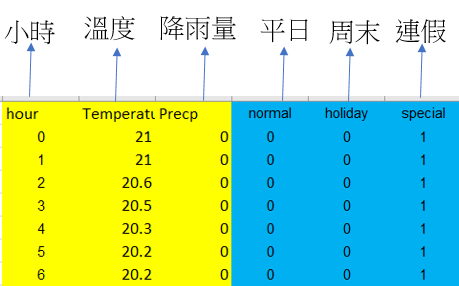 小時 溫度 降雨量 平日 周末 連假
hour Temperatu Precp normal holiday special
0 21 0 0 0 1
1 21 0 0 0 1
2 20.6 0 0 0 1
3 20.5 0 0 0 1
4 20.3 0 0 0 1
5 20.2 0 0 0 1
6 20.2 0 0 0 1